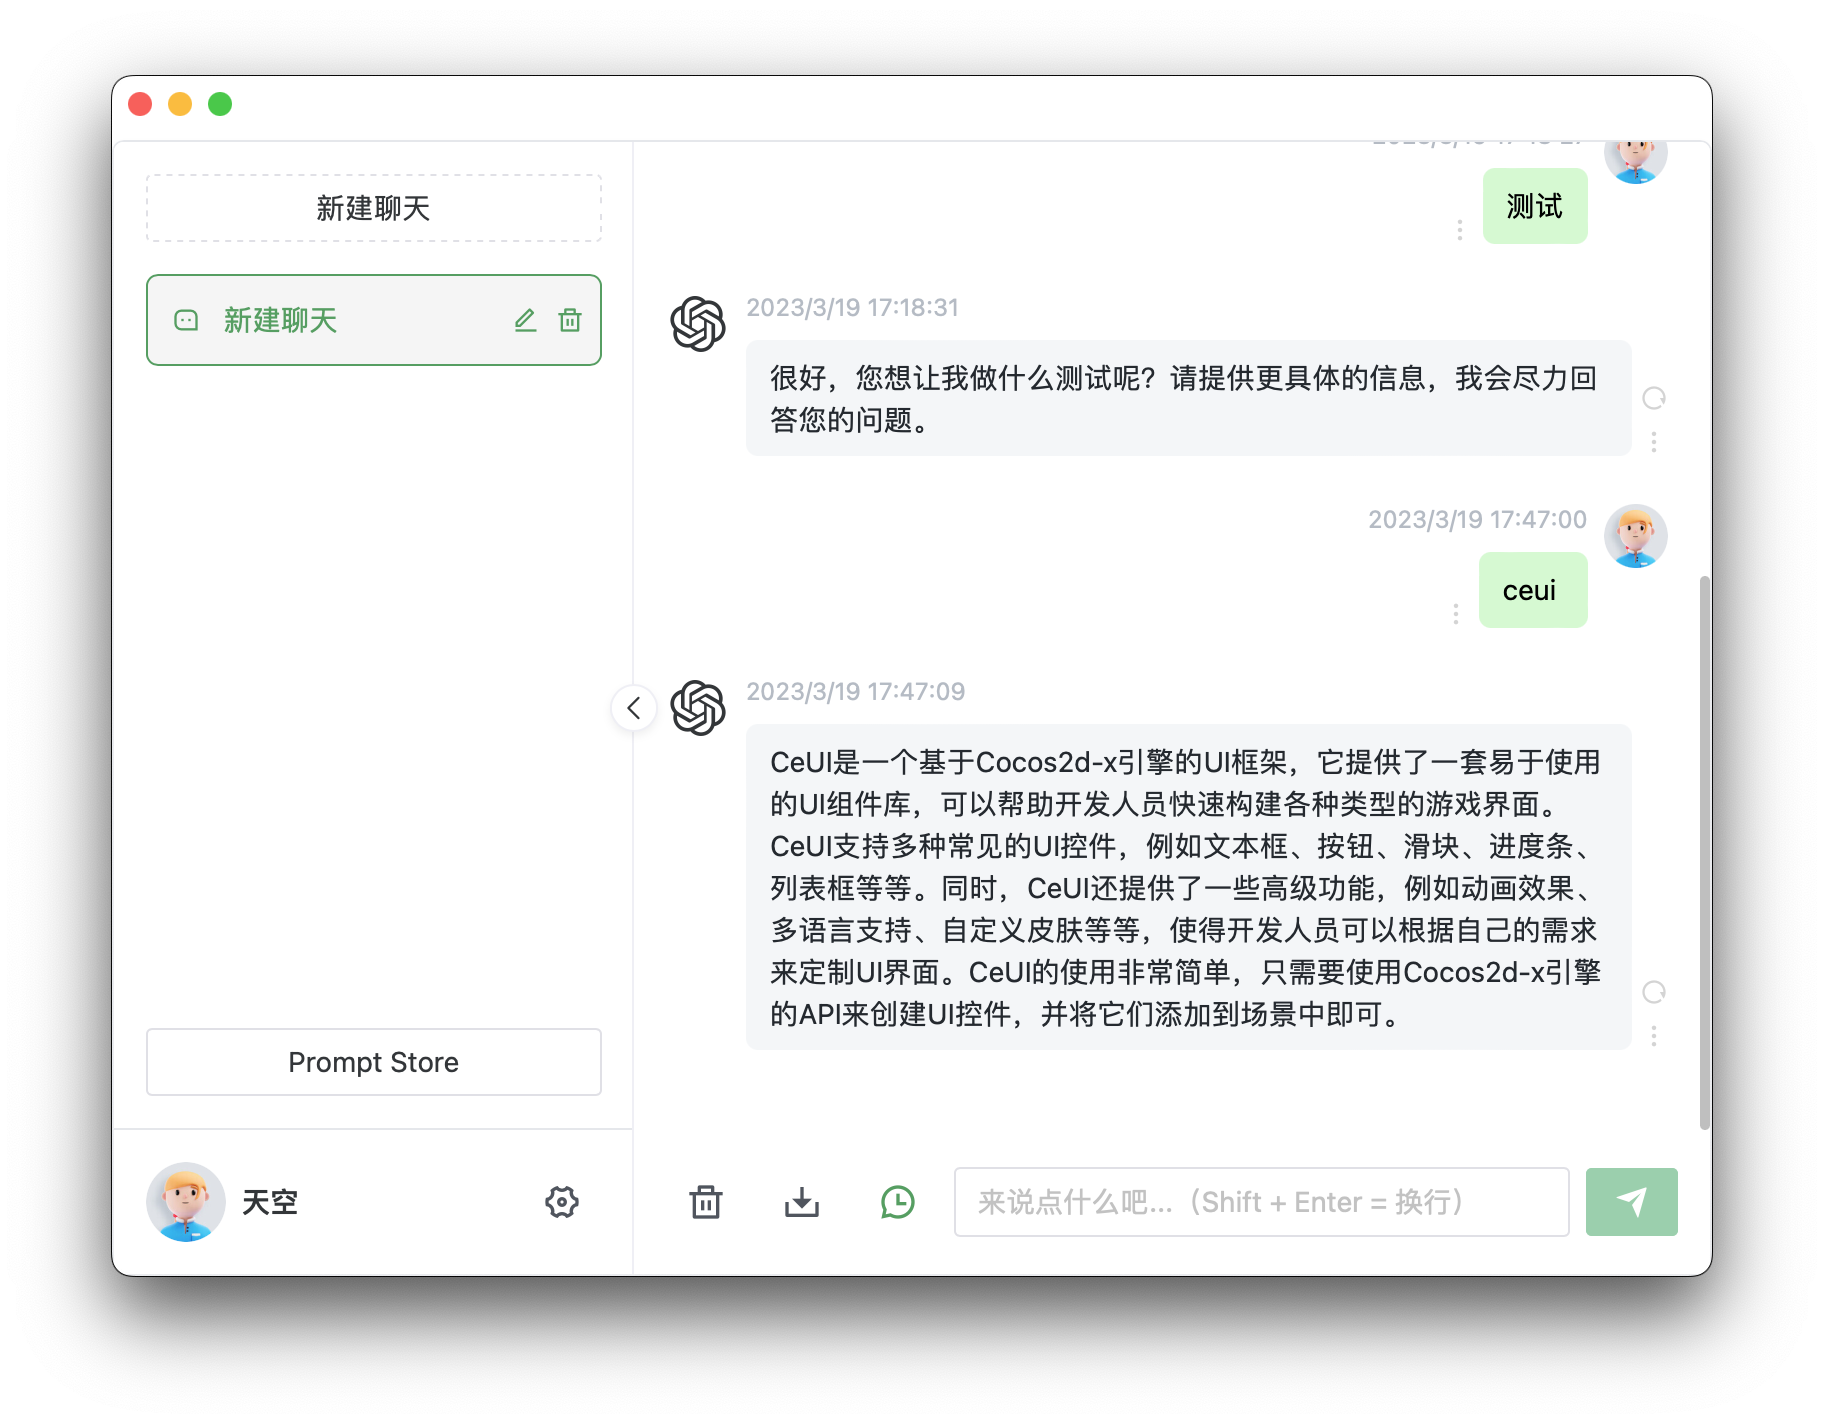 新建聊天
新建聊天
Prompt Store
天空
测试
2023/3/19 17:18:31
很好，您想让我做什么测试呢？请提供更具体的信息，我会尽力回
答您的问题。
2023/3/19 17:47:00
ceui
2023/3/19 17:47:09
CeUI是一个基于Cocos2d-x引擎的UI框架，它提供了一套易于使用
的UI组件库，可以帮助开发人员快速构建各种类型的游戏界面。
CeUI支持多种常见的UI控件，例如文本框、按钮、滑块、进度条、
列表框等等。同时，CeUI还提供了一些高级功能，例如动画效果、
多语言支持、自定义皮肤等等，使得开发人员可以根据自己的需求
来定制UI界面。CeUI的使用非常简单，只需要使用Cocos2d-x引擎
的API来创建UI控件，并将它们添加到场景中即可。
来说点什么吧...（Shift + Enter = 换行）